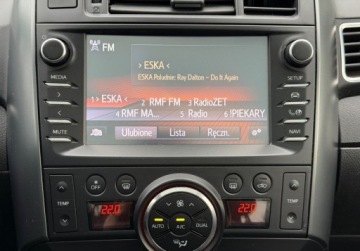 FM
MEDIA
SETUP
> ESKA <
ESKA Południe: Ray Dalton – Do It Again
1 > ESKA < 2 RMF FM 3 RadioZET
4 RMF MA... 5 Radio 6 !PIEKARY
MUTE
NAVI
Ulubione Lista Ręczn.
TEMP
OFF
TEMP
22.0
AUTO A/C DUAL
22.0